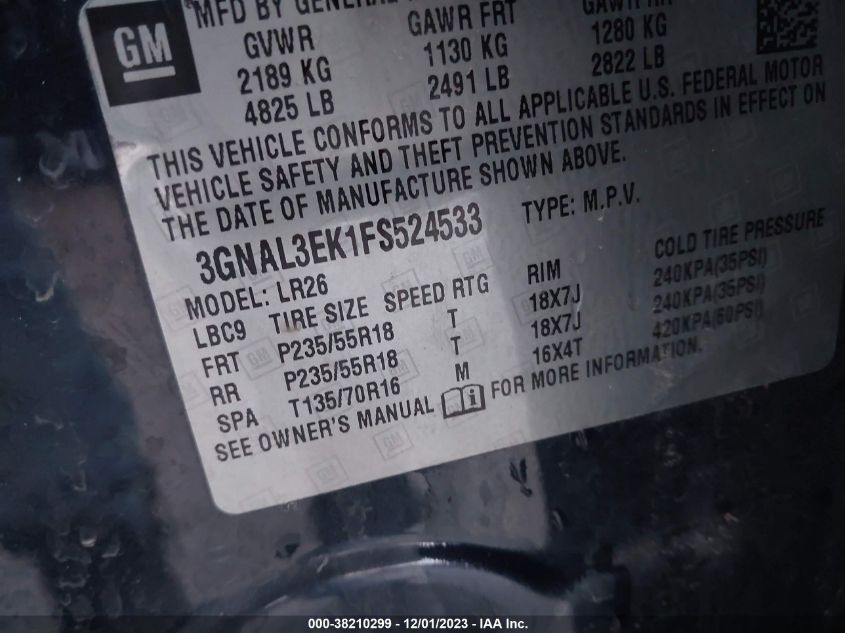 GM
MFD BY GENERAL
GVWR GAWR FRT GAWR RR
2189 KG 1130 KG 1280 KG
4825 LB 2491 LB 2822 LB
THIS VEHICLE CONFORMS TO ALL APPLICABLE U.S. FEDERAL MOTOR
VEHICLE SAFETY AND THEFT PREVENTION STANDARDS IN EFFECT ON
THE DATE OF MANUFACTURE SHOWN ABOVE.
3GNAL3EK1FS524533 TYPE: M.P.V.
MODEL: LR26
LBC9 TIRE SIZE SPEED RTG RIM COLD TIRE PRESSURE
FRT P235/55R18 T 18X7J 240KPA(35PSI)
RR P235/55R18 T 18X7J 240KPA(35PSI)
SPA T135/70R16 M 16X4T 420KPA(60PSI)
SEE OWNER'S MANUAL FOR MORE INFORMATION.
000-38210299 - 12/01/2023 - IAA Inc.